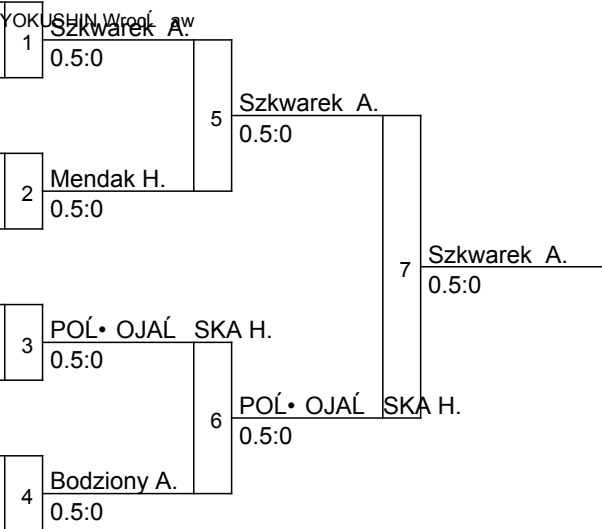 YOKUSHIN WrocĹ aw
Szkwarek A.
1
0.5:0
Szkwarek A.
5
0.5:0
Mendak H.
2
0.5:0
Szkwarek A.
7
0.5:0
POĹ• OJAĹ SKA H.
3
0.5:0
POĹ• OJAĹ SKA H.
6
0.5:0
Bodziony A.
4
0.5:0